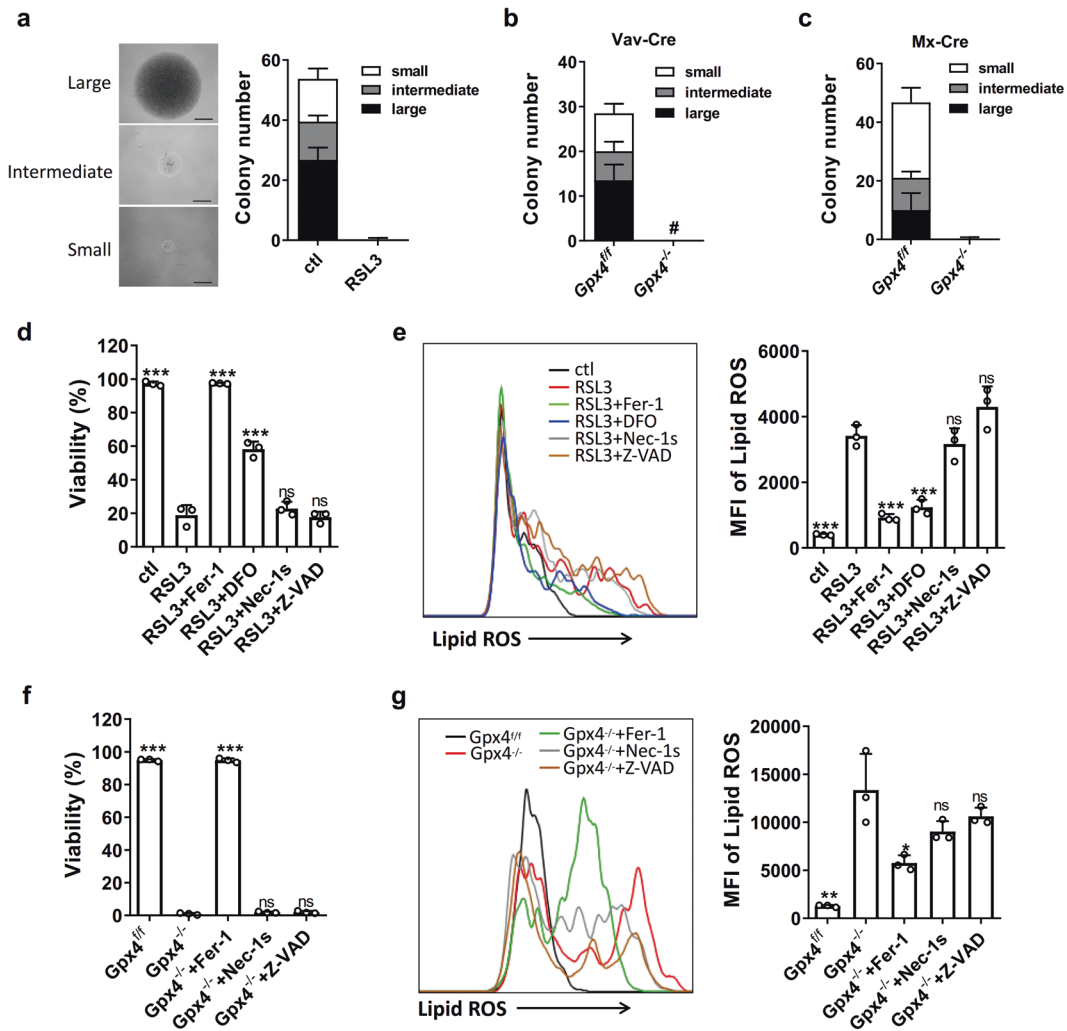 a
Large
Intermediate
Small
Colony number
60
40
20
0
small
intermediate
large
ctl
RSL3
b
Vav-Cre
Colony number
40
30
20
10
0
small
intermediate
large
#
Gpx4f/f
Gpx4-/-
c
Mx-Cre
Colony number
60
40
20
0
small
intermediate
large
Gpx4f/f
Gpx4-/-
d
Viability (%)
120
100
80
60
40
20
0
***
***
***
ns
ns
ctl
RSL3
RSL3+Fer-1
RSL3+DFO
RSL3+Nec-1s
RSL3+Z-VAD
e
ctl
RSL3
RSL3+Fer-1
RSL3+DFO
RSL3+Nec-1s
RSL3+Z-VAD
Lipid ROS
MFI of Lipid ROS
6000
4000
2000
0
***
***
***
ns
ns
ctl
RSL3
RSL3+Fer-1
RSL3+DFO
RSL3+Nec-1s
RSL3+Z-VAD
f
Viability (%)
120
100
80
60
40
20
0
***
***
ns
ns
Gpx4f/f
Gpx4-/-
Gpx4-/-+Fer-1
Gpx4-/-+Nec-1s
Gpx4-/-+Z-VAD
g
Gpx4f/f
Gpx4-/-
Gpx4-/-+Fer-1
Gpx4-/-+Nec-1s
Gpx4-/-+Z-VAD
Lipid ROS
MFI of Lipid ROS
20000
15000
10000
5000
0
**
*
ns
ns
Gpx4f/f
Gpx4-/-
Gpx4-/-+Fer-1
Gpx4-/-+Nec-1s
Gpx4-/-+Z-VAD